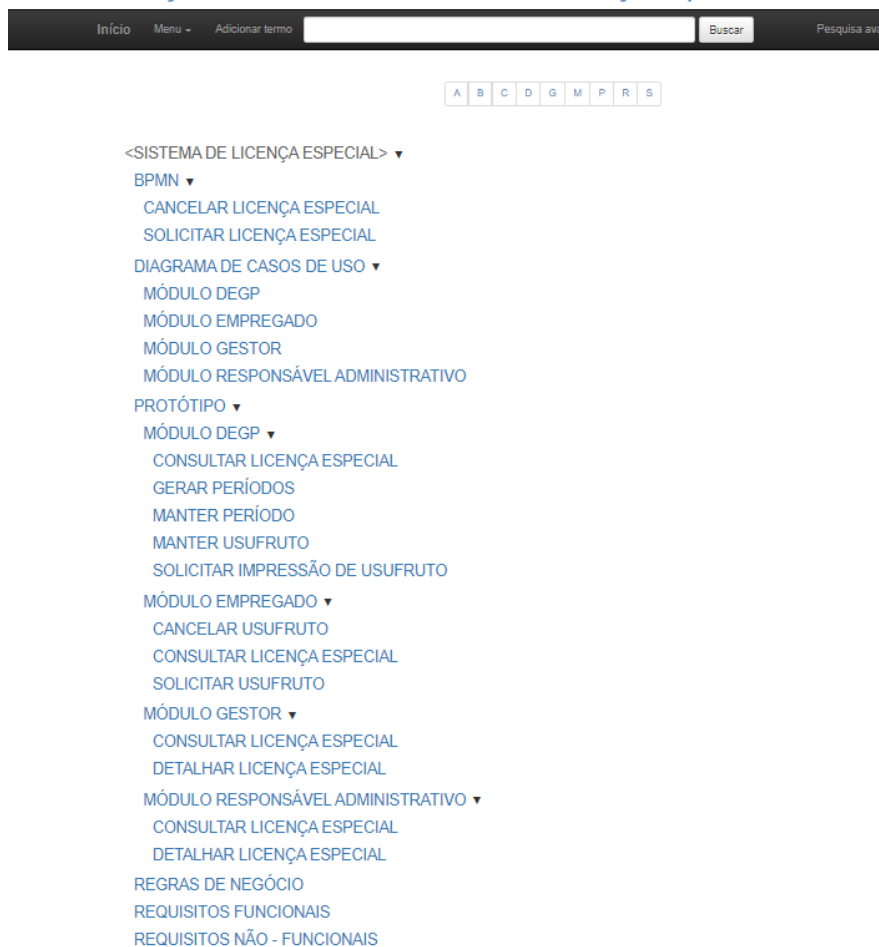 Início Menu Adicionar termo Buscar Pesquisa ava
A B C D G M P R S
<SISTEMA DE LICENÇA ESPECIAL> ▼
BPMN ▼
CANCELAR LICENÇA ESPECIAL
SOLICITAR LICENÇA ESPECIAL
DIAGRAMA DE CASOS DE USO ▼
MÓDULO DEGP
MÓDULO EMPREGADO
MÓDULO GESTOR
MÓDULO RESPONSÁVEL ADMINISTRATIVO
PROTÓTIPO ▼
MÓDULO DEGP ▼
CONSULTAR LICENÇA ESPECIAL
GERAR PERÍODOS
MANTER PERÍODO
MANTER USUFRUTO
SOLICITAR IMPRESSÃO DE USUFRUTO
MÓDULO EMPREGADO ▼
CANCELAR USUFRUTO
CONSULTAR LICENÇA ESPECIAL
SOLICITAR USUFRUTO
MÓDULO GESTOR ▼
CONSULTAR LICENÇA ESPECIAL
DETALHAR LICENÇA ESPECIAL
MÓDULO RESPONSÁVEL ADMINISTRATIVO ▼
CONSULTAR LICENÇA ESPECIAL
DETALHAR LICENÇA ESPECIAL
REGRAS DE NEGÓCIO
REQUISITOS FUNCIONAIS
REQUISITOS NÃO - FUNCIONAIS